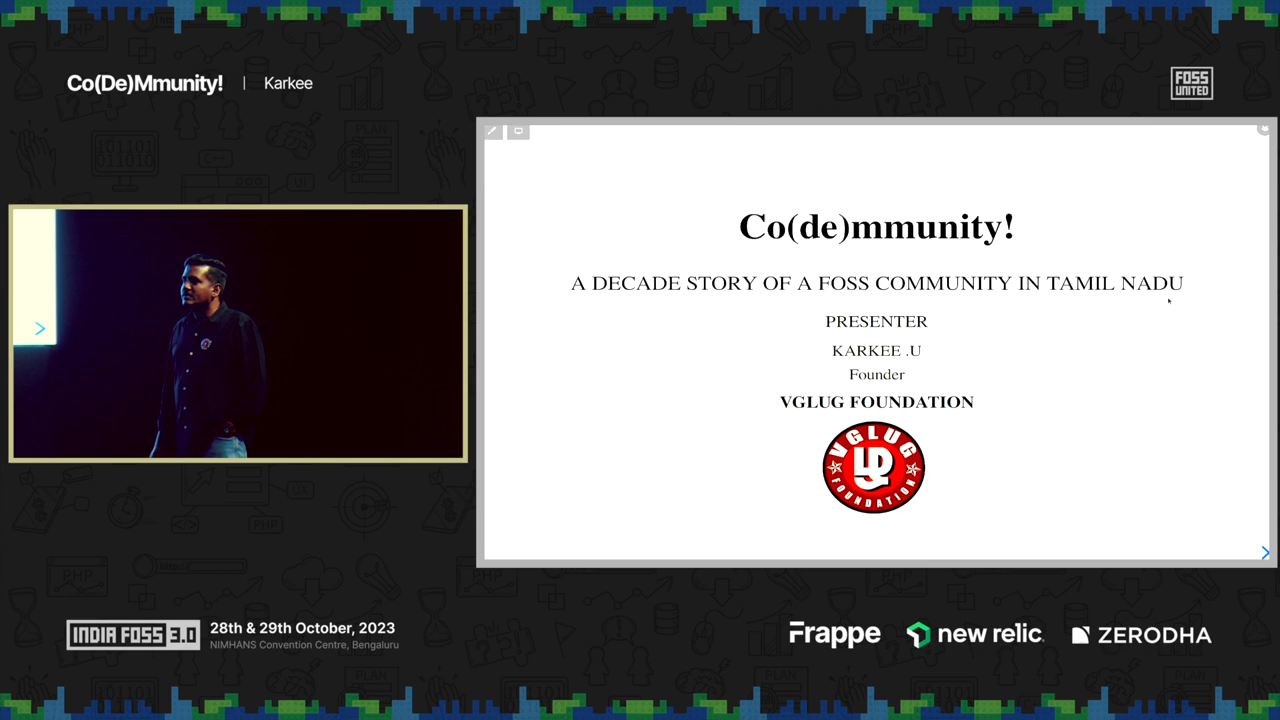 Co(De)Mmunity! | Karkee
FOSS
UNITED
Co(de)mmunity!
A DECADE STORY OF A FOSS COMMUNITY IN TAMIL NADU
PRESENTER
KARKEE .U
Founder
VGLUG FOUNDATION
VGLUG
FOUNDATION
INDIA FOSS 3.0
28th & 29th October, 2023
NIMHANS Convention Centre, Bengaluru
Frappe
new relic
ZERODHA